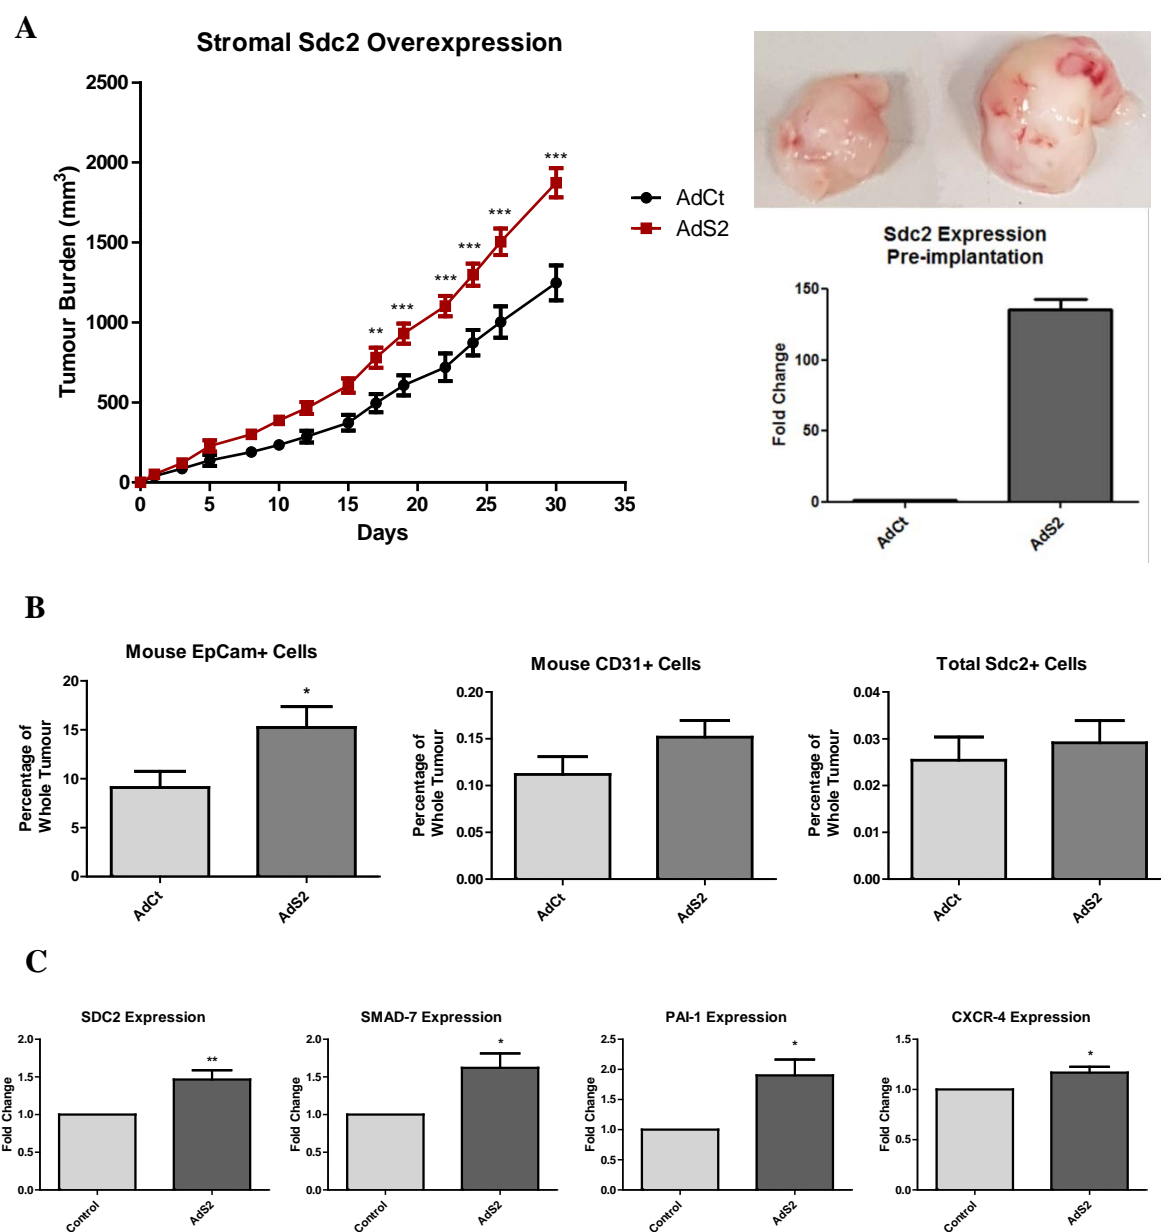 A
Stromal Sdc2 Overexpression
Tumour Burden (mm³)
2500
2000
1500
1000
500
0
0 5 10 15 20 25 30 35
Days
** *** *** *** *** ***
AdCt
AdS2
Sdc2 Expression
Pre-implantation
Fold Change
150
100
50
0
AdCt AdS2
B
Mouse EpCam+ Cells
Percentage of
Whole Tumour
20
15
10
5
0
*
AdCt AdS2
Mouse CD31+ Cells
Percentage of
Whole Tumour
0.20
0.15
0.10
0.05
0.00
AdCt AdS2
Total Sdc2+ Cells
Percentage of
Whole Tumour
0.04
0.03
0.02
0.01
0.00
AdCt AdS2
C
SDC2 Expression
Fold Change
2.0
1.5
1.0
0.5
0.0
**
Control AdS2
SMAD-7 Expression
Fold Change
2.0
1.5
1.0
0.5
0.0
*
Control AdS2
PAI-1 Expression
Fold Change
2.5
2.0
1.5
1.0
0.5
0.0
*
Control AdS2
CXCR-4 Expression
Fold Change
1.5
1.0
0.5
0.0
*
Control AdS2